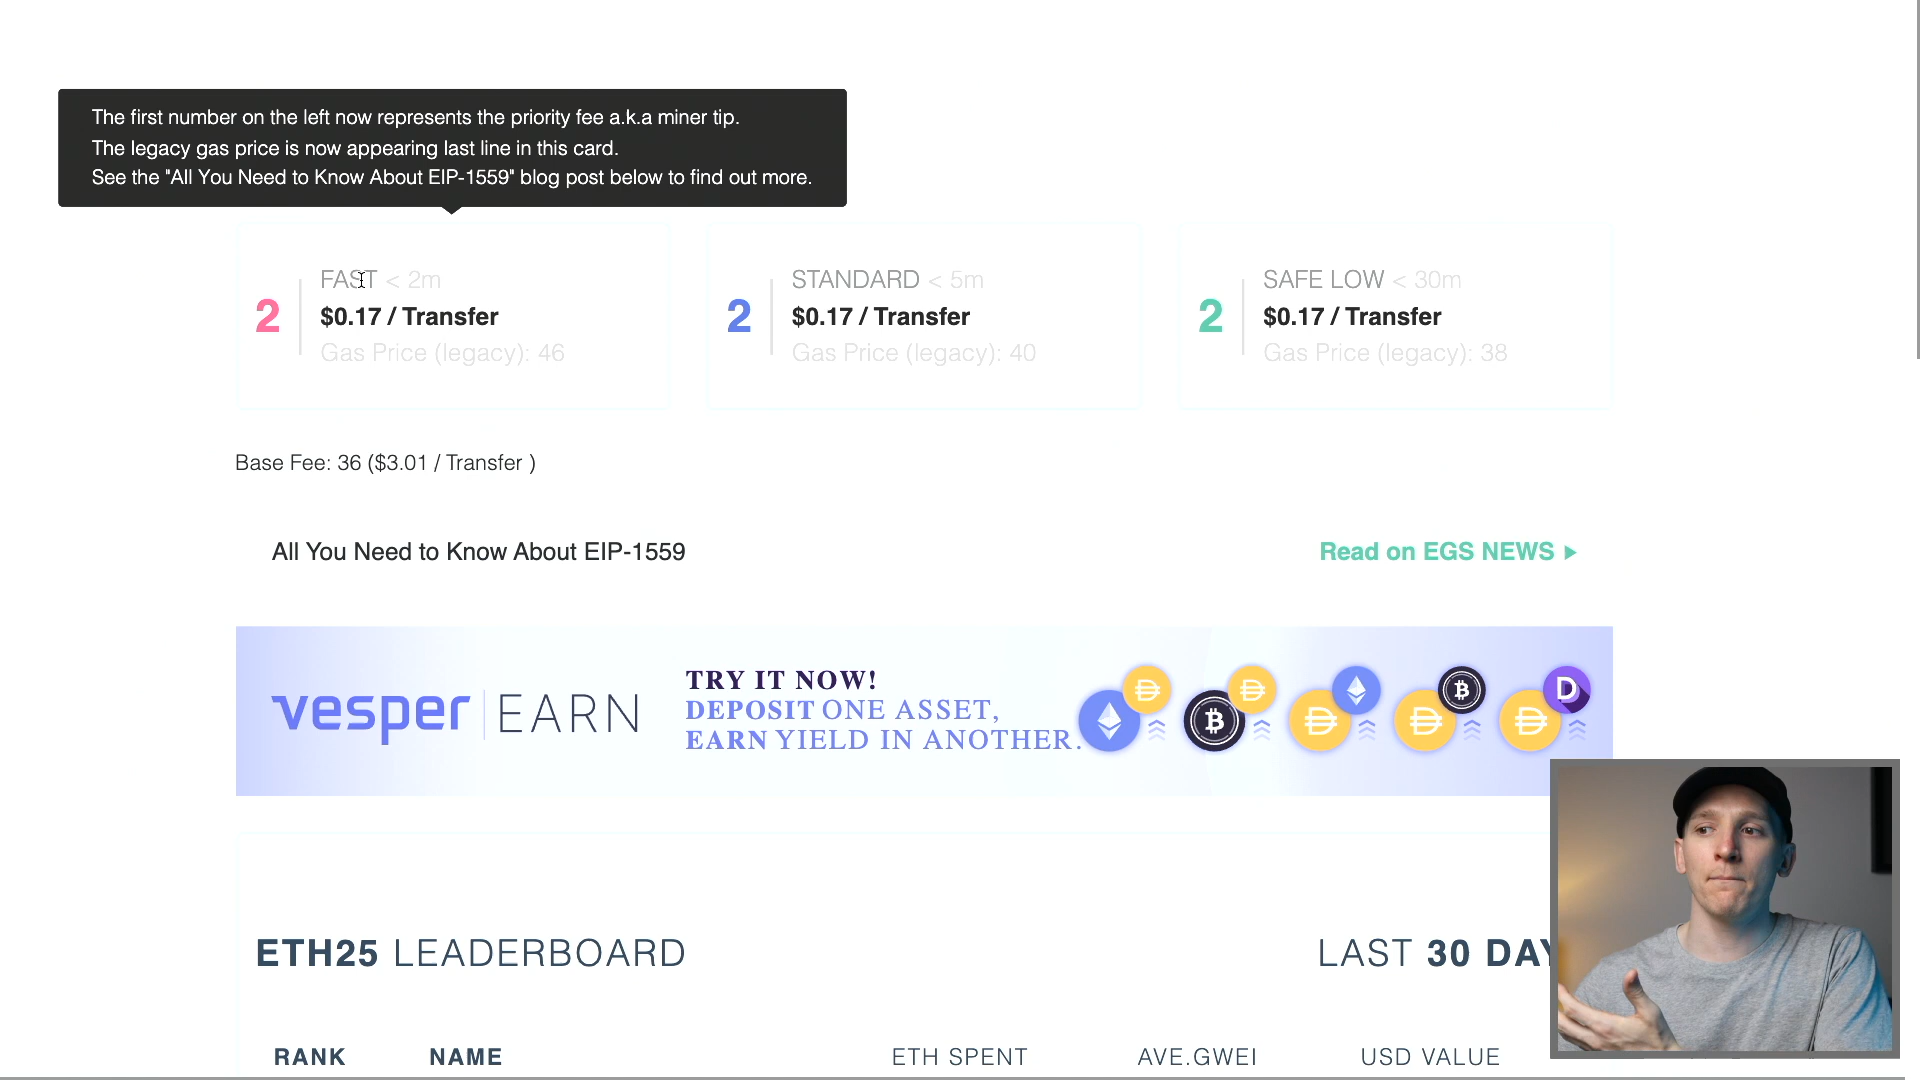 The first number on the left now represents the priority fee a.k.a miner tip.
The legacy gas price is now appearing last line in this card.
See the "All You Need to Know About EIP-1559" blog post below to find out more.
2
FAST < 2m
$0.17 / Transfer
Gas Price (legacy): 46
2
STANDARD < 5m
$0.17 / Transfer
Gas Price (legacy): 40
2
SAFE LOW < 30m
$0.17 / Transfer
Gas Price (legacy): 38
Base Fee: 36 ($3.01 / Transfer )
All You Need to Know About EIP-1559
Read on EGS NEWS ▸
vesper EARN
TRY IT NOW!
DEPOSIT ONE ASSET,
EARN YIELD IN ANOTHER.
ETH25 LEADERBOARD
LAST 30 DAY
RANK NAME ETH SPENT AVE.GWEI USD VALUE